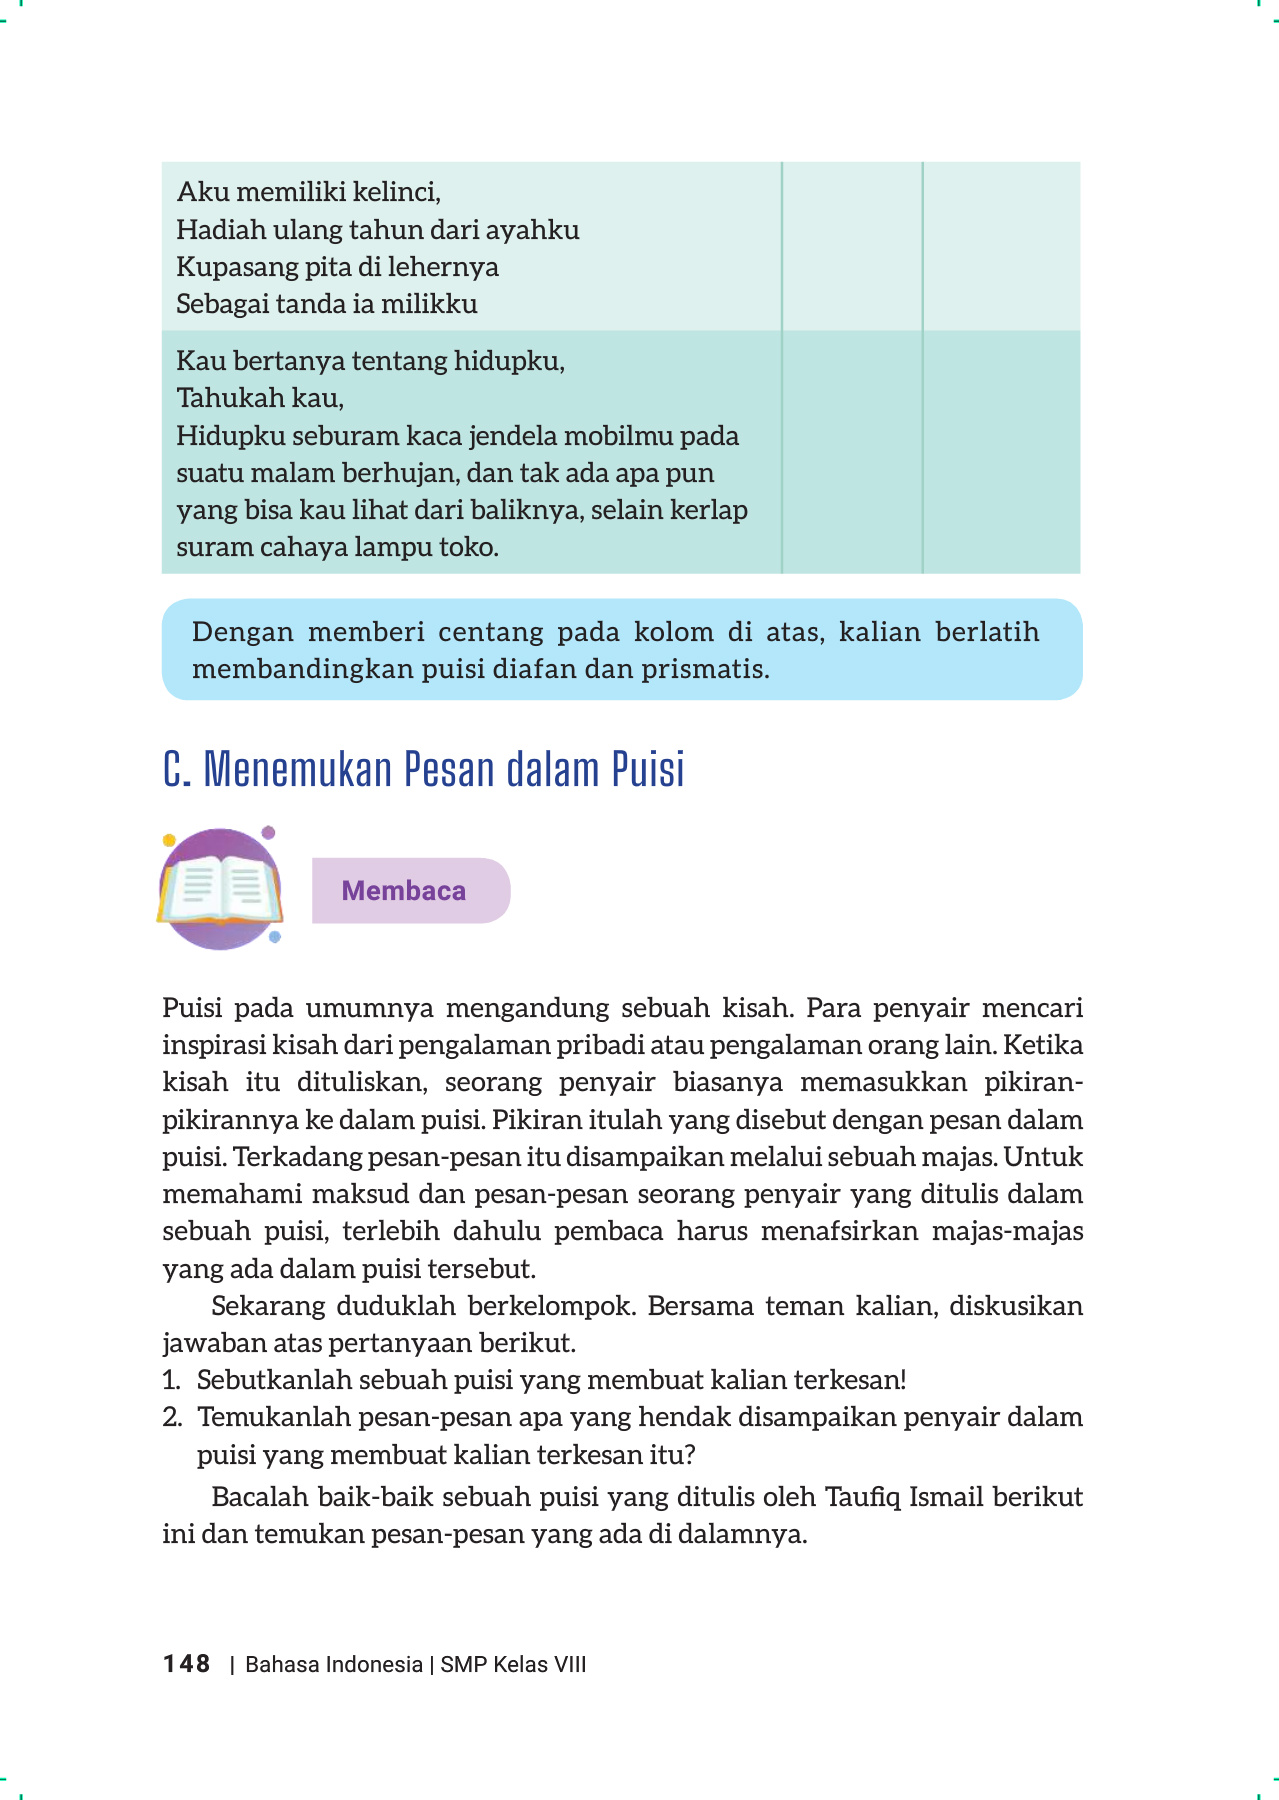 Aku memiliki kelinci,
Hadiah ulang tahun dari ayahku
Kupasang pita di lehernya
Sebagai tanda ia milikku
Kau bertanya tentang hidupku,
Tahukah kau,
Hidupku seburam kaca jendela mobilmu pada
suatu malam berhujan, dan tak ada apa pun
yang bisa kau lihat dari baliknya, selain kerlap
suram cahaya lampu toko.
Dengan memberi centang pada kolom di atas, kalian berlatih
membandingkan puisi diafan dan prismatis.
C. Menemukan Pesan dalam Puisi
Membaca
Puisi pada umumnya mengandung sebuah kisah. Para penyair mencari
inspirasi kisah dari pengalaman pribadi atau pengalaman orang lain. Ketika
kisah itu dituliskan, seorang penyair biasanya memasukkan pikiran-
pikirannya ke dalam puisi. Pikiran itulah yang disebut dengan pesan dalam
puisi. Terkadang pesan-pesan itu disampaikan melalui sebuah majas. Untuk
memahami maksud dan pesan-pesan seorang penyair yang ditulis dalam
sebuah puisi, terlebih dahulu pembaca harus menafsirkan majas-majas
yang ada dalam puisi tersebut.
Sekarang duduklah berkelompok. Bersama teman kalian, diskusikan
jawaban atas pertanyaan berikut.
1. Sebutkanlah sebuah puisi yang membuat kalian terkesan!
2. Temukanlah pesan-pesan apa yang hendak disampaikan penyair dalam
puisi yang membuat kalian terkesan itu?
Bacalah baik-baik sebuah puisi yang ditulis oleh Taufiq Ismail berikut
ini dan temukan pesan-pesan yang ada di dalamnya.
148 | Bahasa Indonesia | SMP Kelas VIII